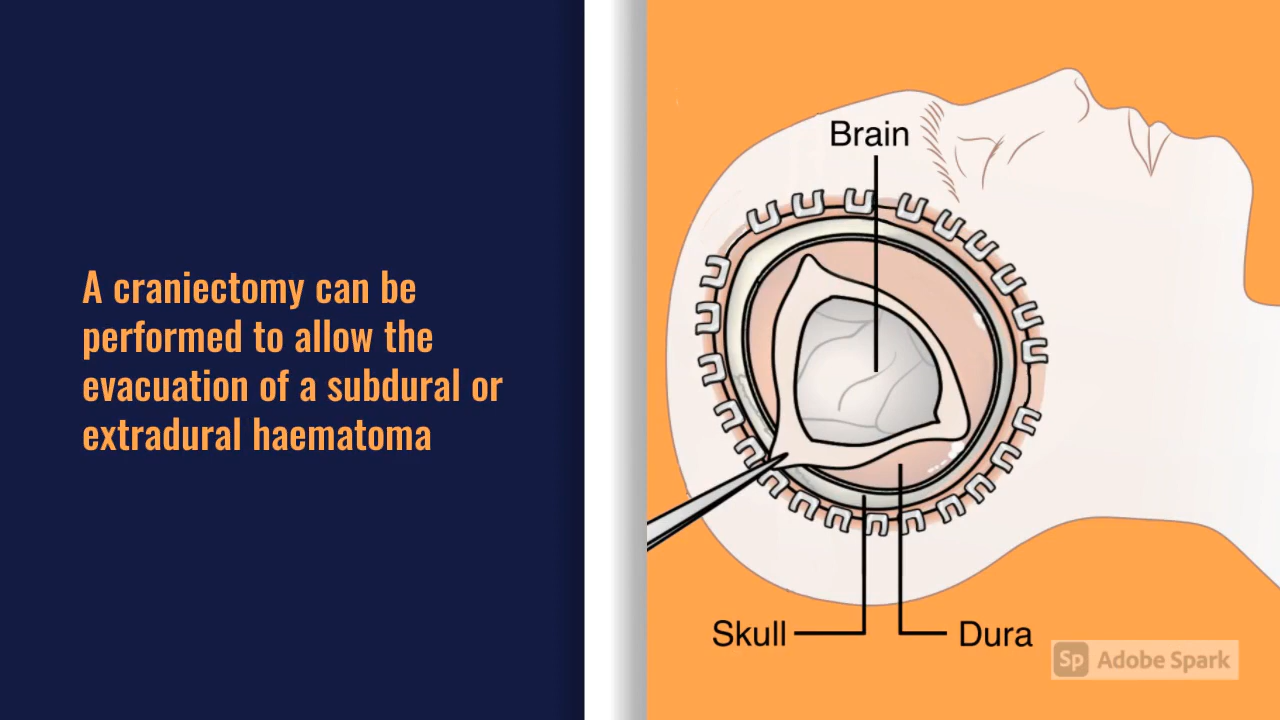 A craniectomy can be
performed to allow the
evacuation of a subdural or
extradural haematoma
Brain
Skull
Dura
Sp Adobe Spark